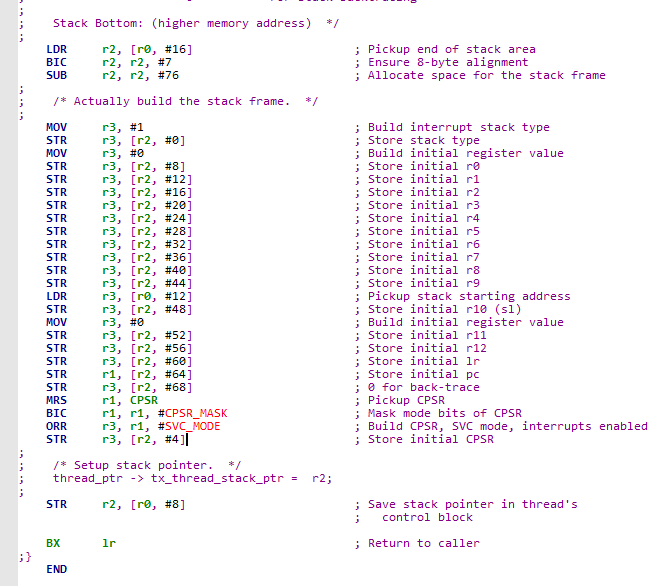 ;
;    Stack Bottom: (higher memory address)  */
;
    LDR     r2, [r0, #16]                       ; Pickup end of stack area
    BIC     r2, r2, #7                          ; Ensure 8-byte alignment
    SUB     r2, r2, #76                         ; Allocate space for the stack frame
;
;    /* Actually build the stack frame.  */
;
    MOV     r3, #1                              ; Build interrupt stack type
    STR     r3, [r2, #0]                        ; Store stack type
    MOV     r3, #0                              ; Build initial register value
    STR     r3, [r2, #8]                        ; Store initial r0
    STR     r3, [r2, #12]                       ; Store initial r1
    STR     r3, [r2, #16]                       ; Store initial r2
    STR     r3, [r2, #20]                       ; Store initial r3
    STR     r3, [r2, #24]                       ; Store initial r4
    STR     r3, [r2, #28]                       ; Store initial r5
    STR     r3, [r2, #32]                       ; Store initial r6
    STR     r3, [r2, #36]                       ; Store initial r7
    STR     r3, [r2, #40]                       ; Store initial r8
    STR     r3, [r2, #44]                       ; Store initial r9
    LDR     r3, [r0, #12]                       ; Pickup stack starting address
    STR     r3, [r2, #48]                       ; Store initial r10 (sl)
    MOV     r3, #0                              ; Build initial register value
    STR     r3, [r2, #52]                       ; Store initial r11
    STR     r3, [r2, #56]                       ; Store initial r12
    STR     r3, [r2, #60]                       ; Store initial lr
    STR     r1, [r2, #64]                       ; Store initial pc
    STR     r3, [r2, #68]                       ; 0 for back-trace
    MRS     r1, CPSR                            ; Pickup CPSR
    BIC     r1, r1, #CPSR_MASK                  ; Mask mode bits of CPSR
    ORR     r3, r1, #SVC_MODE                   ; Build CPSR, SVC mode, interrupts enabled
    STR     r3, [r2, #4]                        ; Store initial CPSR
;
;    /* Setup stack pointer.  */
;    thread_ptr -> tx_thread_stack_ptr =  r2;
;
    STR     r2, [r0, #8]                        ; Save stack pointer in thread's
                                                ;   control block
    BX      lr                                  ; Return to caller
;}
    END